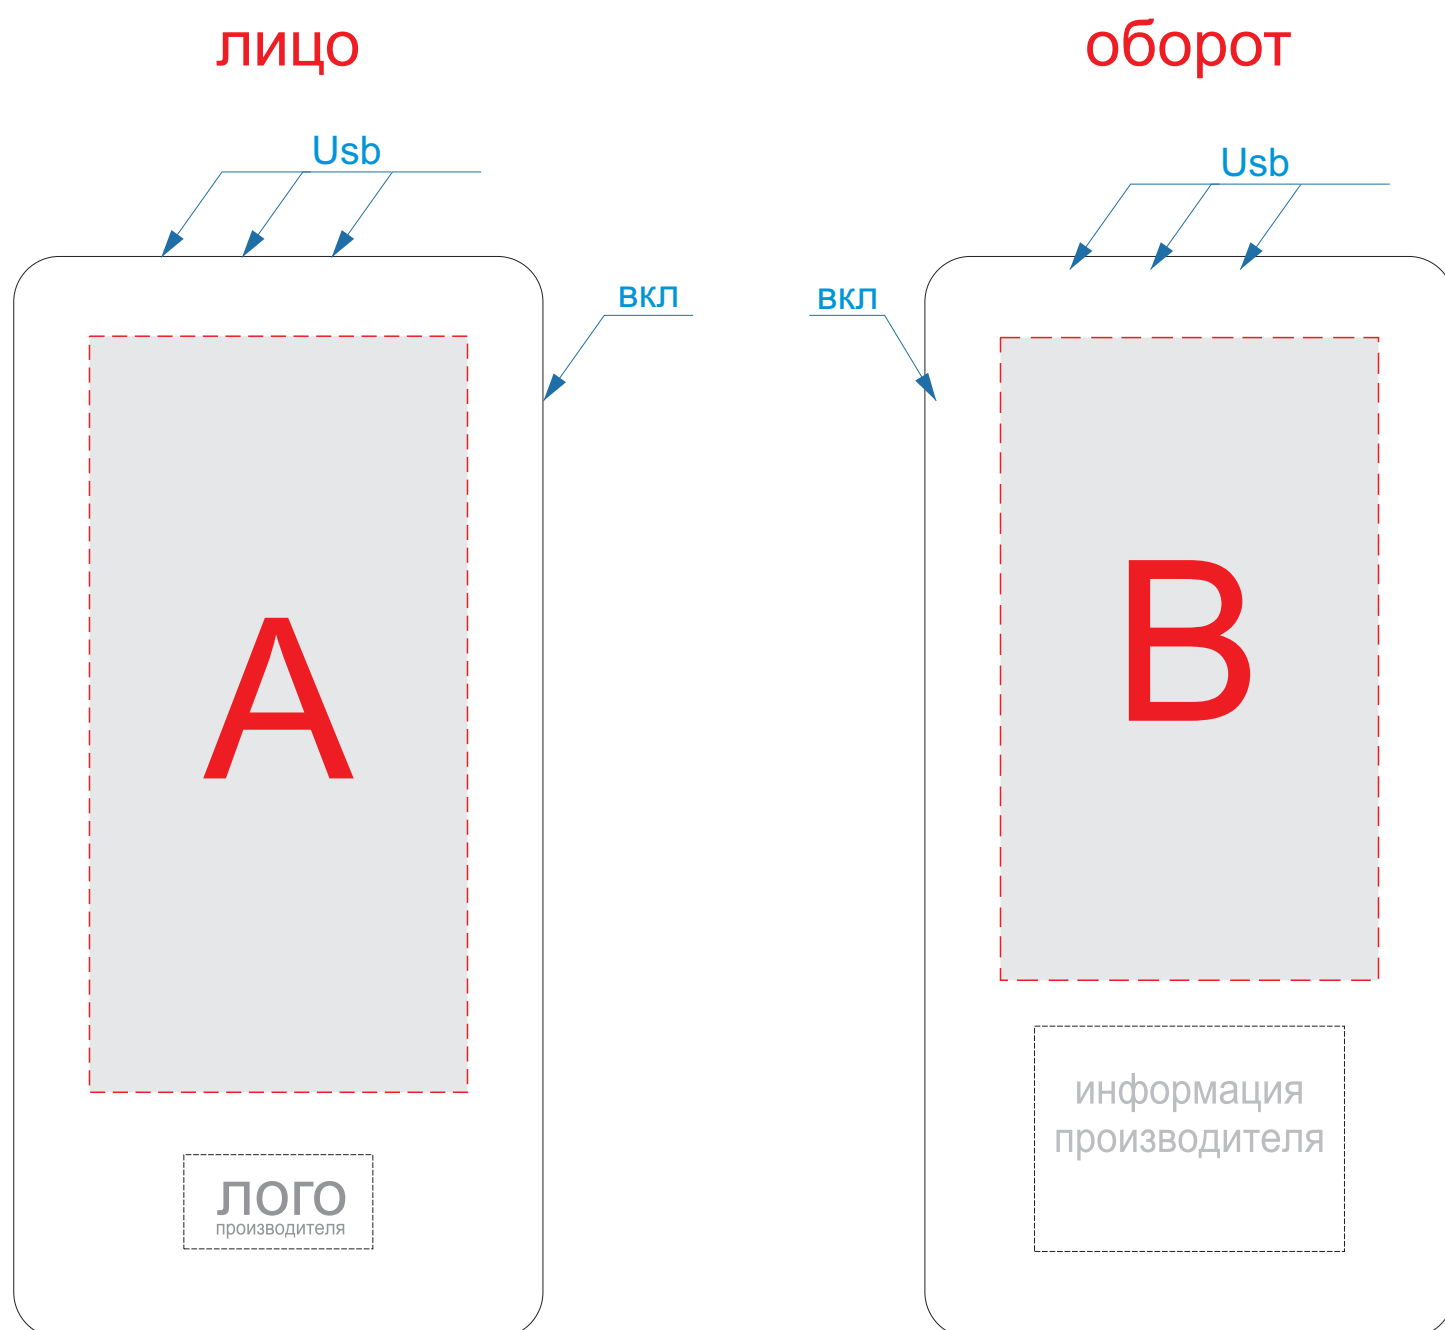 лицо
оборот
Usb
Usb
вкл
вкл
A
B
информация
производителя
лого
производителя